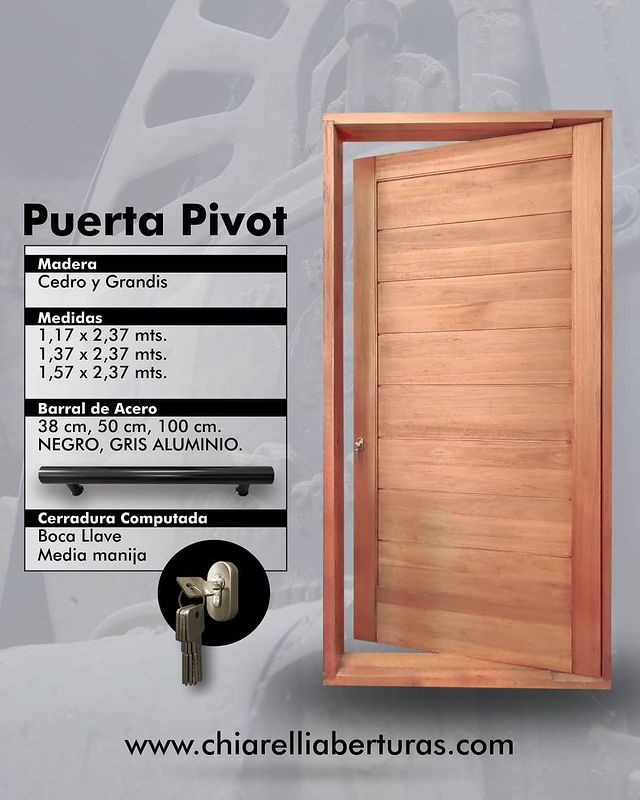 Puerta Pivot
Madera
Cedro y Grandis
Medidas
1,17 x 2,37 mts.
1,37 x 2,37 mts.
1,57 x 2,37 mts.
Barral de Acero
38 cm, 50 cm, 100 cm.
NEGRO, GRIS ALUMINIO.
Cerradura Computada
Boca Llave
Media manija
www.chiarelliaberturas.com